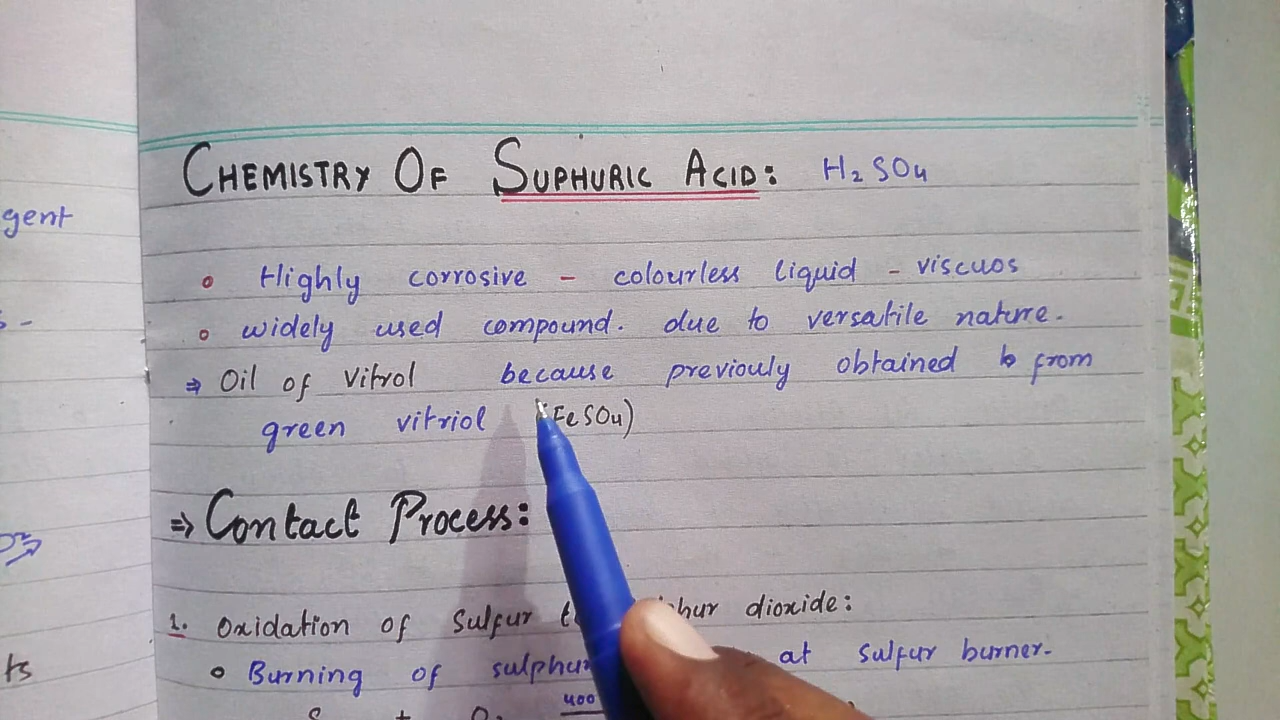 gent
CHEMISTRY OF SUPHURIC ACID: H2SO4
Highly corrosive - colourless liquid - viscuos
widely used compound. due to versatile nature.
⇒ Oil of Vitrol because previouly obtained from
green vitriol (FeSO4)
⇒ Contact Process:
1. Oxidation of Sulfur dioxide:
Burning of sulphur at sulfur burner.
400
ts